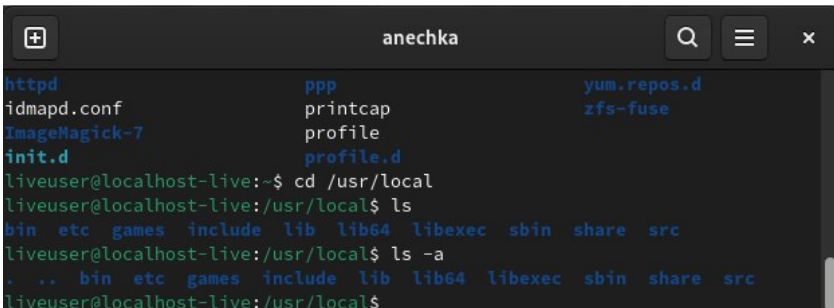 anechka
httpd ppp yum.repos.d
idmapd.conf printcap zfs-fuse
ImageMagick-7 profile
init.d profile.d
liveuser@localhost-live:~$ cd /usr/local
liveuser@localhost-live:/usr/local$ ls
bin etc games include lib lib64 libexec sbin share src
liveuser@localhost-live:/usr/local$ ls -a
. .. bin etc games include lib lib64 libexec sbin share src
liveuser@localhost-live:/usr/local$